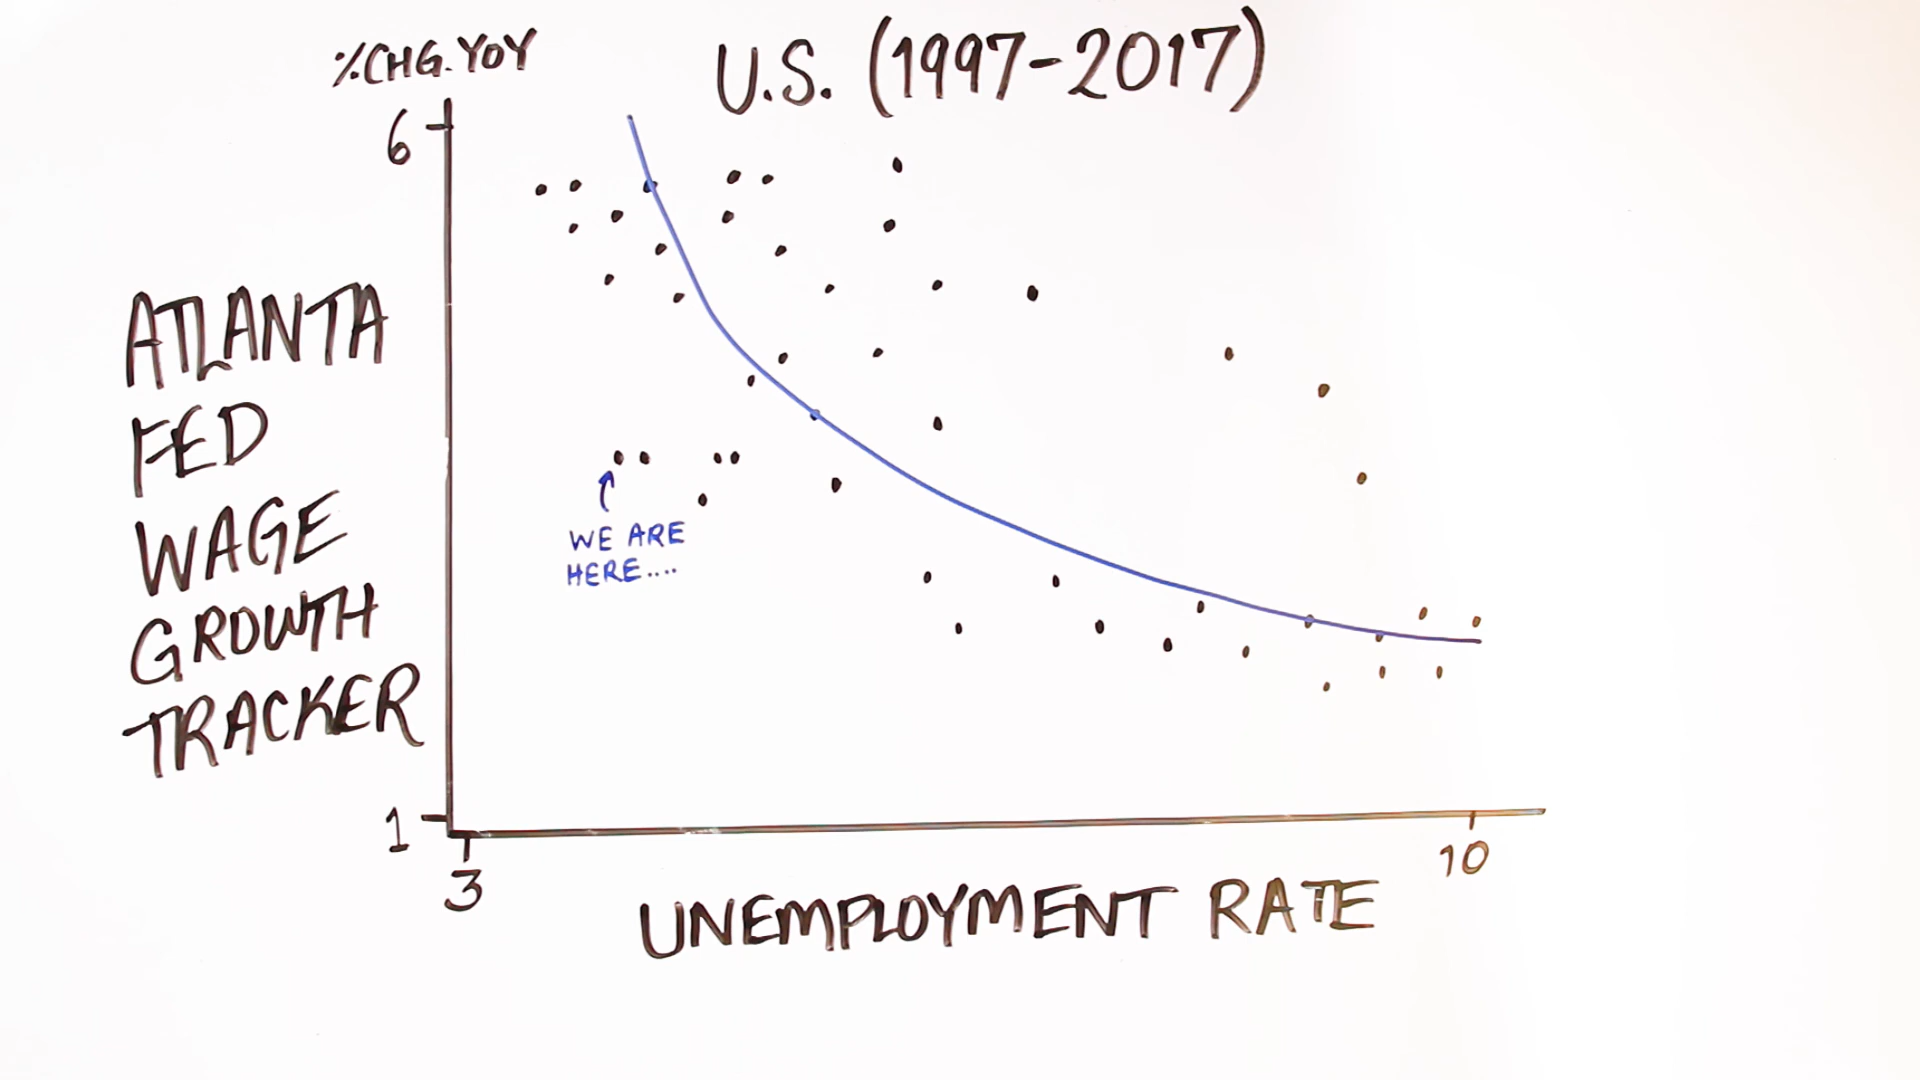 %CHG. YOY
U.S. (1997-2017)
6
ATLANTA
FED
WAGE
GROWTH
TRACKER
WE ARE
HERE....
1
3
10
UNEMPLOYMENT RATE